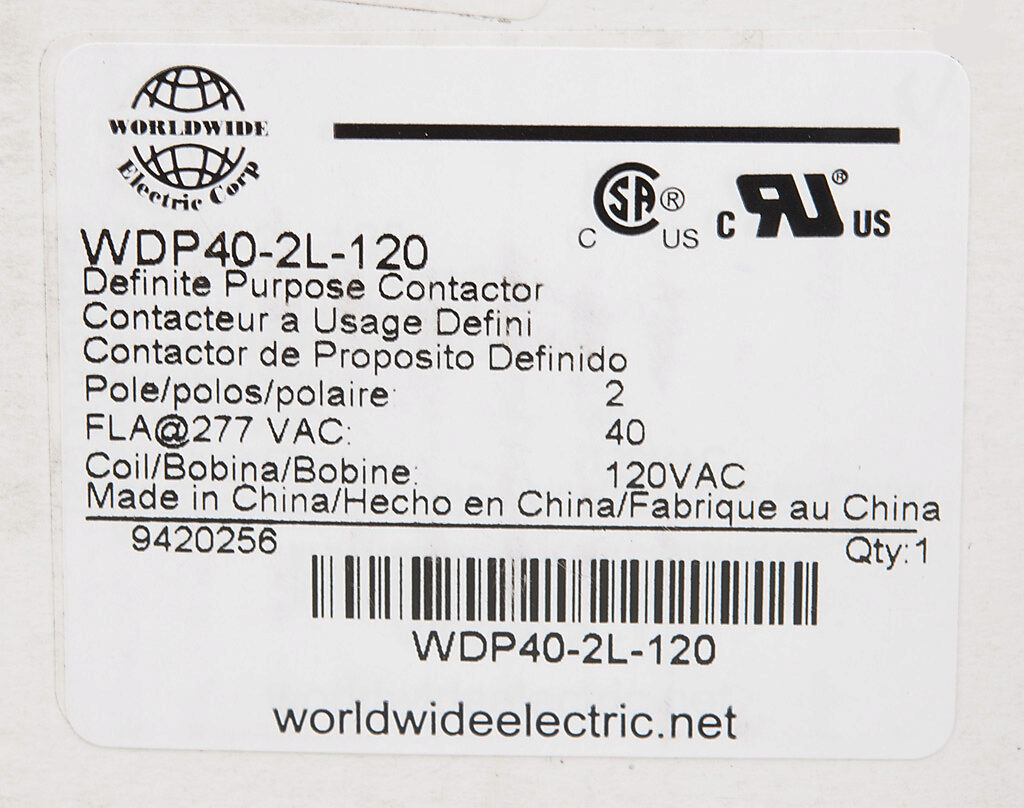 WORLDWIDE
Electric Corp
C SA ® US
C RU ® US
WDP40-2L-120
Definite Purpose Contactor
Contacteur a Usage Defini
Contactor de Proposito Definido
Pole/polos/polaire: 2
FLA@277 VAC: 40
Coil/Bobina/Bobine: 120VAC
Made in China/Hecho en China/Fabrique au China
9420256 Qty:1
WDP40-2L-120
worldwideelectric.net